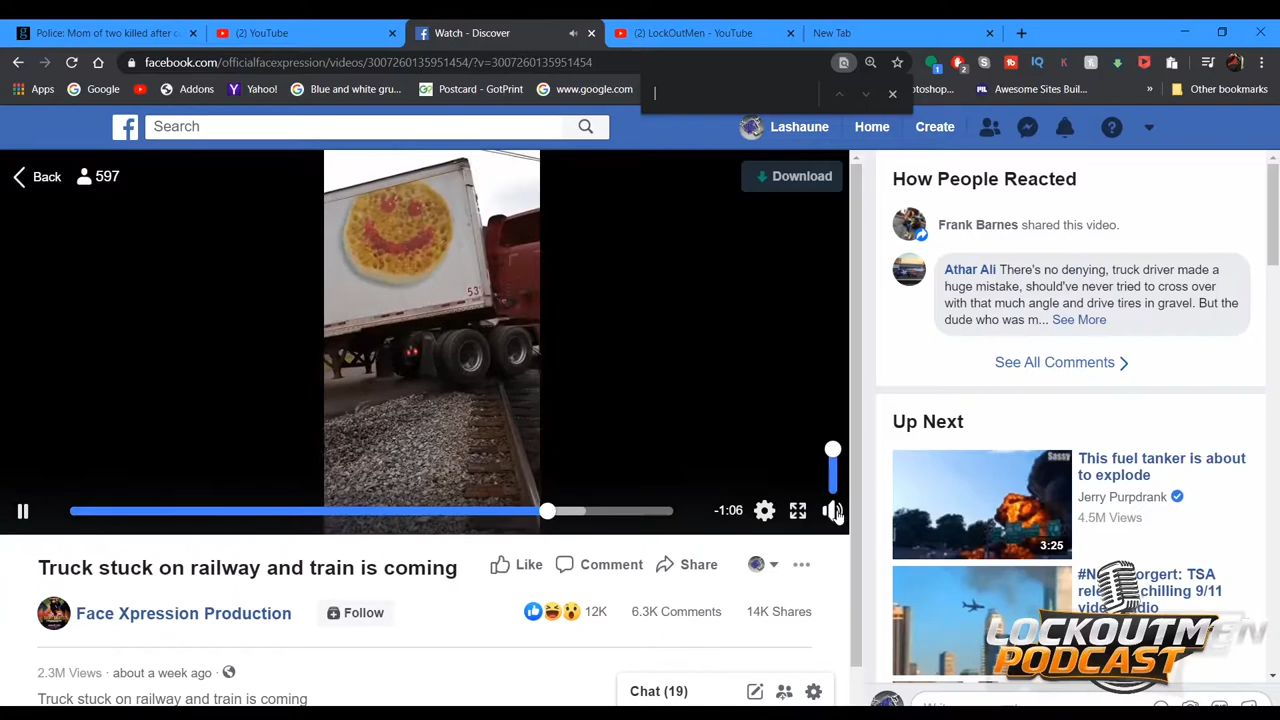 Police: Mom of two killed after
(2) YouTube
Watch - Discover
(2) LockOutMen - YouTube
New Tab
facebook.com/officialfacexpression/videos/3007260135951454/?v=3007260135951454
Apps
Google
Addons
Yahoo!
Blue and white gru...
Postcard - GotPrint
www.google.com
otoshop...
Awesome Sites Buil...
Other bookmarks
Search
Lashaune
Home
Create
Back
597
Download
53'
-1:06
How People Reacted
Frank Barnes shared this video.
Athar Ali There's no denying, truck driver made a
huge mistake, should've never tried to cross over
with that much angle and drive tires in gravel. But the
dude who was m... See More
See All Comments
Up Next
Sassy
This fuel tanker is about
to explode
Jerry Purpdrank
4.5M Views
3:25
TSA
chilling 9/11
Truck stuck on railway and train is coming
Like
Comment
Share
Face Xpression Production
Follow
12K
6.3K Comments
14K Shares
2.3M Views · about a week ago
Truck stuck on railway and train is coming
Chat (19)
LOCKOUTMEN
PODCAST